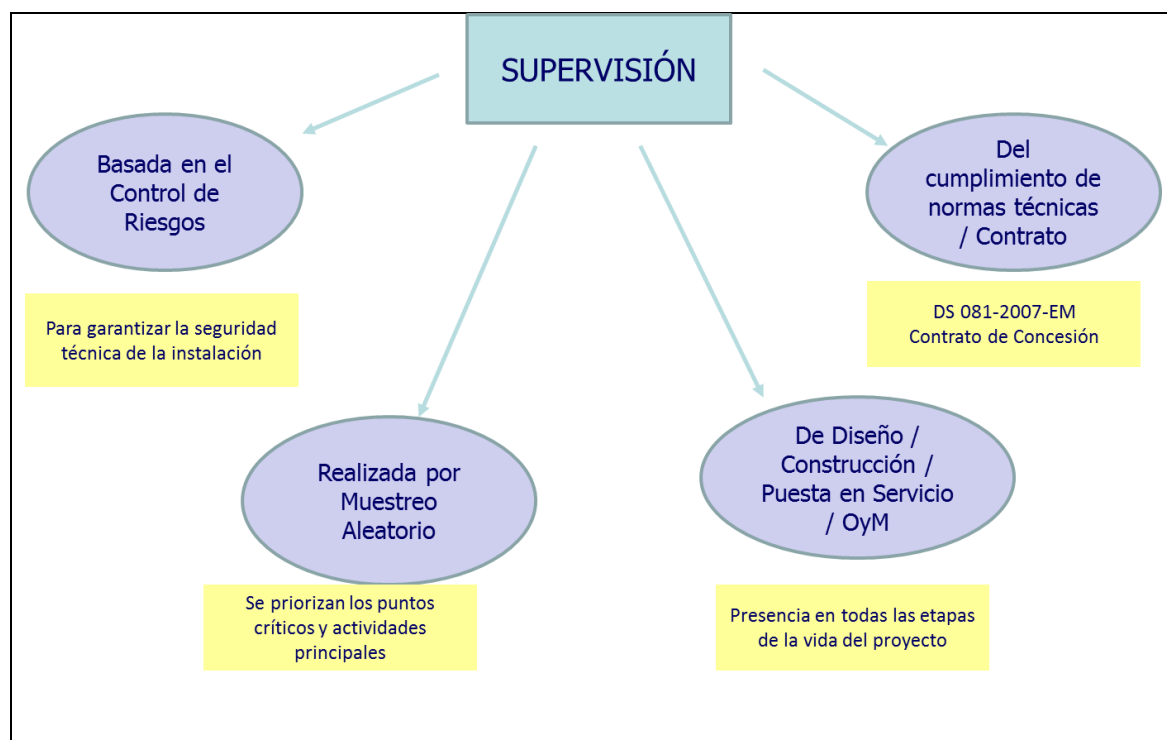 SUPERVISIÓN
Basada en el
Control de
Riesgos
Para garantizar la seguridad
técnica de la instalación
Realizada por
Muestreo
Aleatorio
Se priorizan los puntos
críticos y actividades
principales
De Diseño /
Construcción /
Puesta en Servicio
/ OyM
Presencia en todas las etapas
de la vida del proyecto
Del
cumplimiento de
normas técnicas
/ Contrato
DS 081-2007-EM
Contrato de Concesión